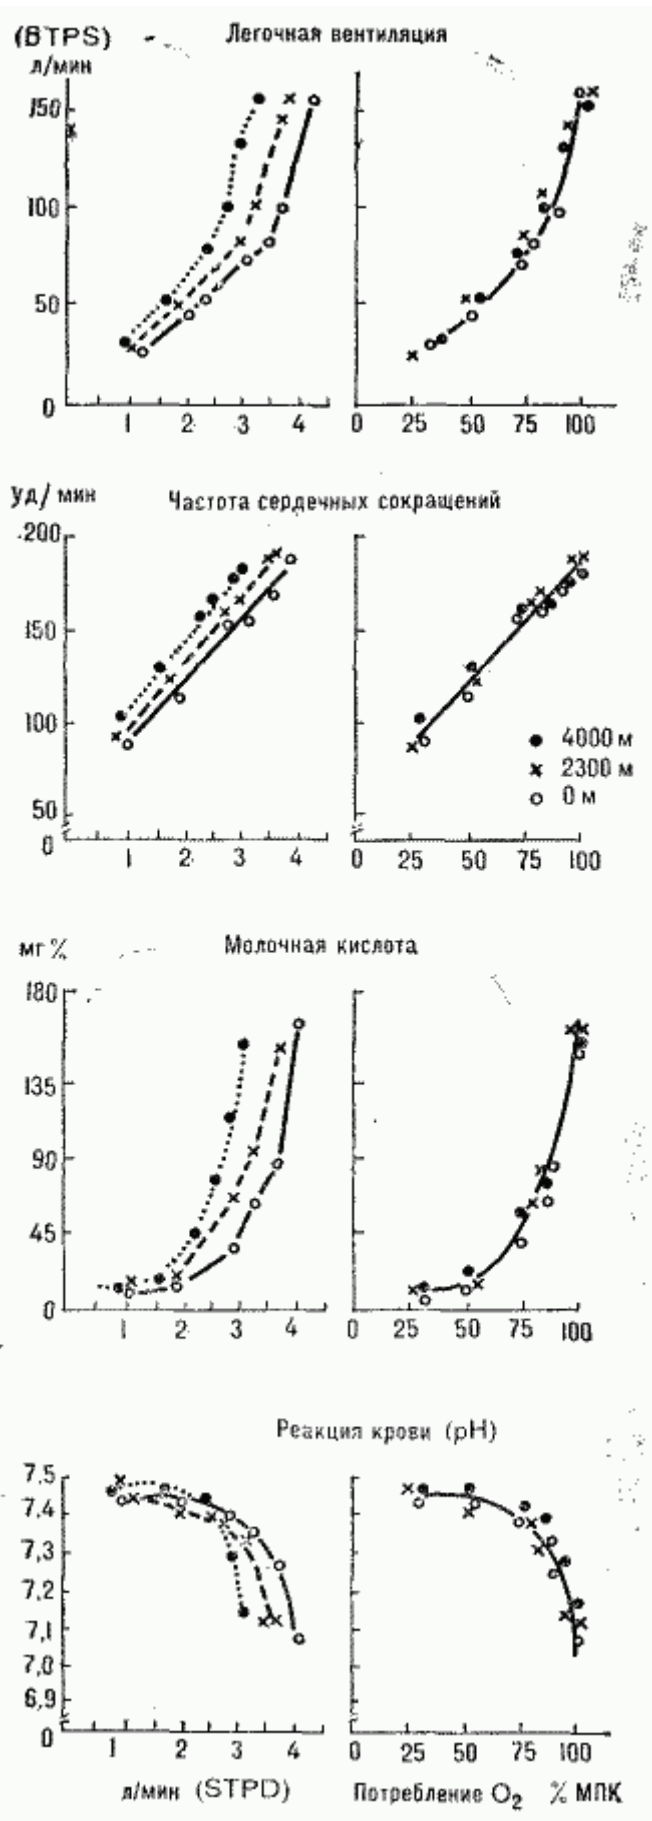 (BTPS) Легочная вентиляция
л/мин
150
100
50
0
1 2 3 4
0 25 50 75 100
уд/мин Частота сердечных сокращений
200
150
100
50
0
4000 м
2300 м
0 м
1 2 3 4
0 25 50 75 100
мг % Молочная кислота
180
135
90
45
0
1 2 3 4
0 25 50 75 100
Реакция крови (pH)
7,5
7,4
7,3
7,2
7,1
7,0
6,9
0
1 2 3 4
0 25 50 75 100
л/мин (STPD) Потребление O₂ % МПК